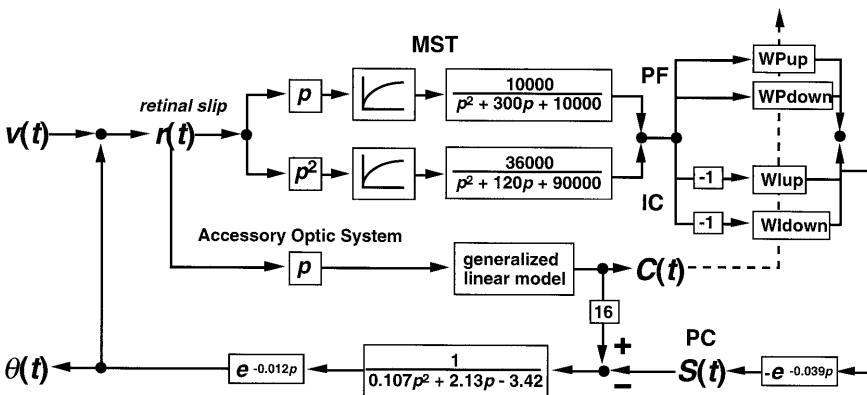 MST
PF
WPup
WPdown
retinal slip
p
10000
p² + 300p + 10000
v(t)
r(t)
p²
36000
p² + 120p + 90000
-1
WIup
IC
-1
WIdown
Accessory Optic System
p
generalized
linear model
C(t)
16
+
PC
θ(t)
e -0.012p
1
0.107p² + 2.13p - 3.42
−
S(t)
-e -0.039p